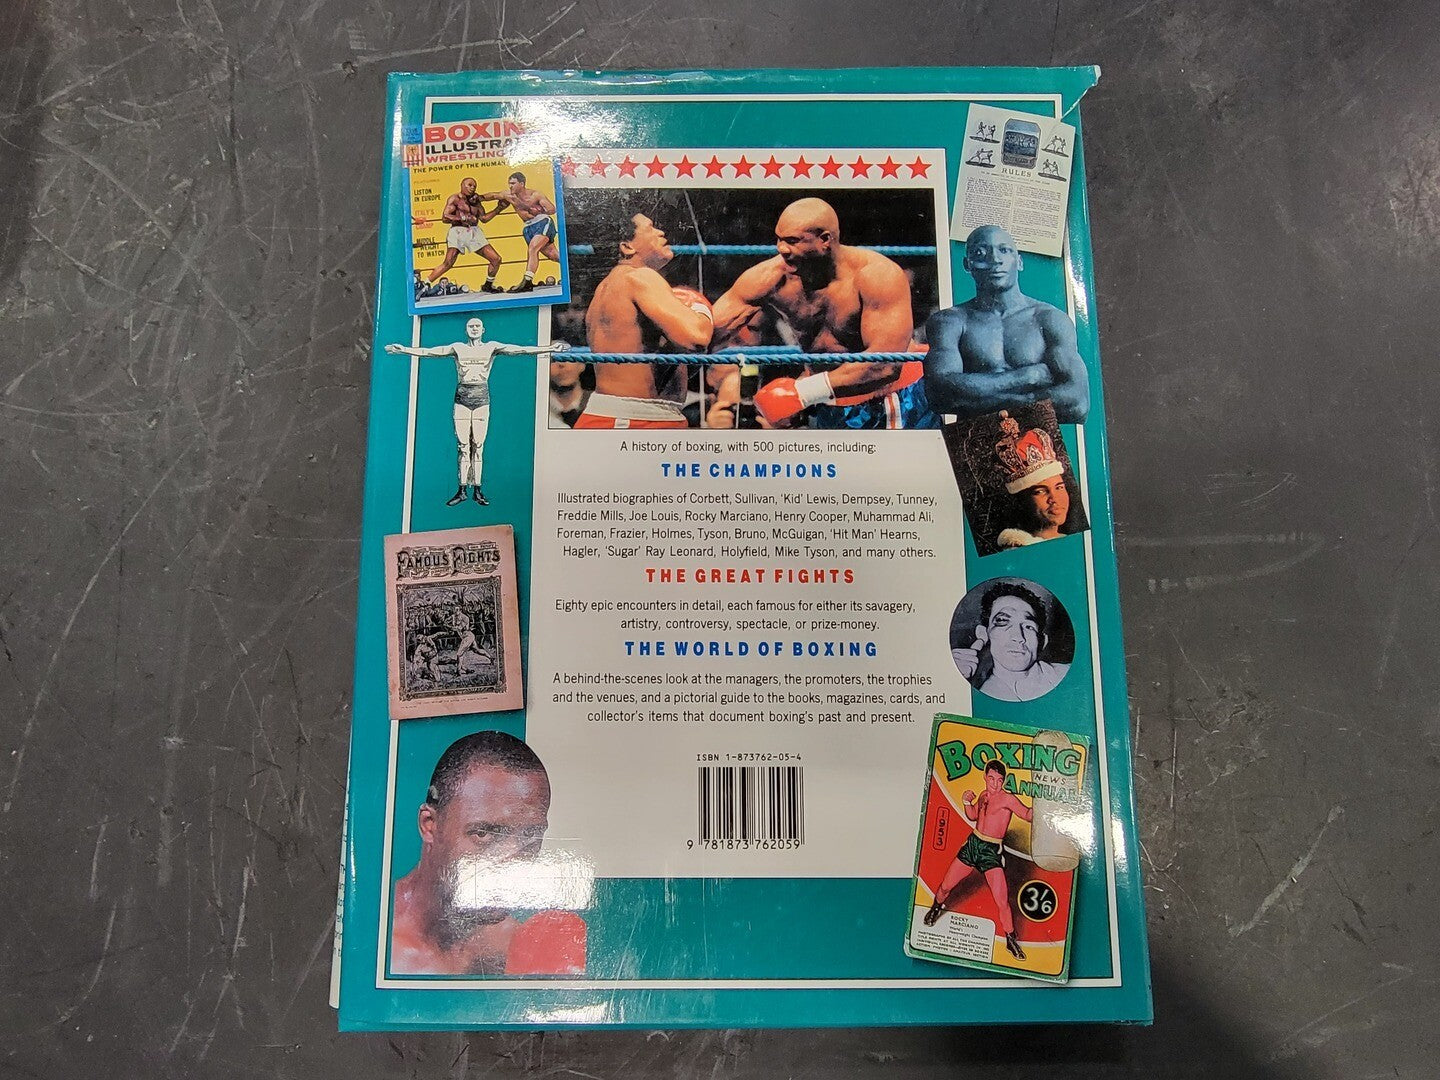 BOXIN
ILLUSTRA
WRESTLING
THE POWER OF THE HUMAN
LISTON
IN EUROPE
ITALY'S
MIDDLE
WEIGHT
TO WATCH
RULES
A history of boxing, with 500 pictures, including:
THE CHAMPIONS
Illustrated biographies of Corbett, Sullivan, 'Kid' Lewis, Dempsey, Tunney,
Freddie Mills, Joe Louis, Rocky Marciano, Henry Cooper, Muhammad Ali,
Foreman, Frazier, Holmes, Tyson, Bruno, McGuigan, 'Hit Man' Hearns,
Hagler, 'Sugar' Ray Leonard, Holyfield, Mike Tyson, and many others.
THE GREAT FIGHTS
Eighty epic encounters in detail, each famous for either its savagery,
artistry, controversy, spectacle, or prize-money.
THE WORLD OF BOXING
A behind-the-scenes look at the managers, the promoters, the trophies
and the venues, and a pictorial guide to the books, magazines, cards, and
collector's items that document boxing's past and present.
ISBN 1-873762-05-4
9 781873 762059
FAMOUS FIGHTS
BOXING
NEWS
ANNUAL
1953
3/6
ROCKY
MARCIANO
World's
Heavyweight Champion